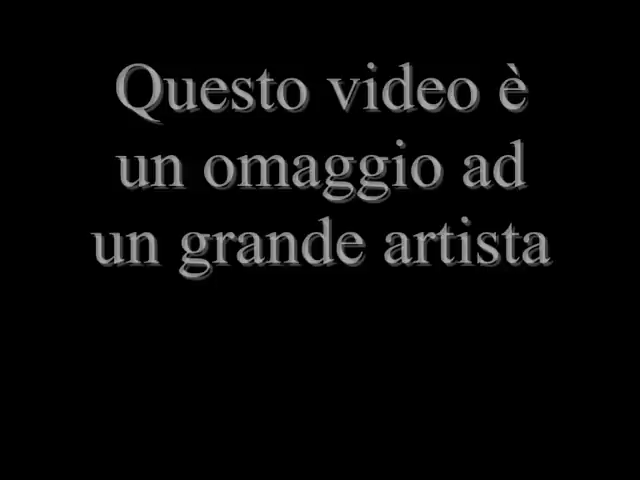 Questo video è
un omaggio ad
un grande artista